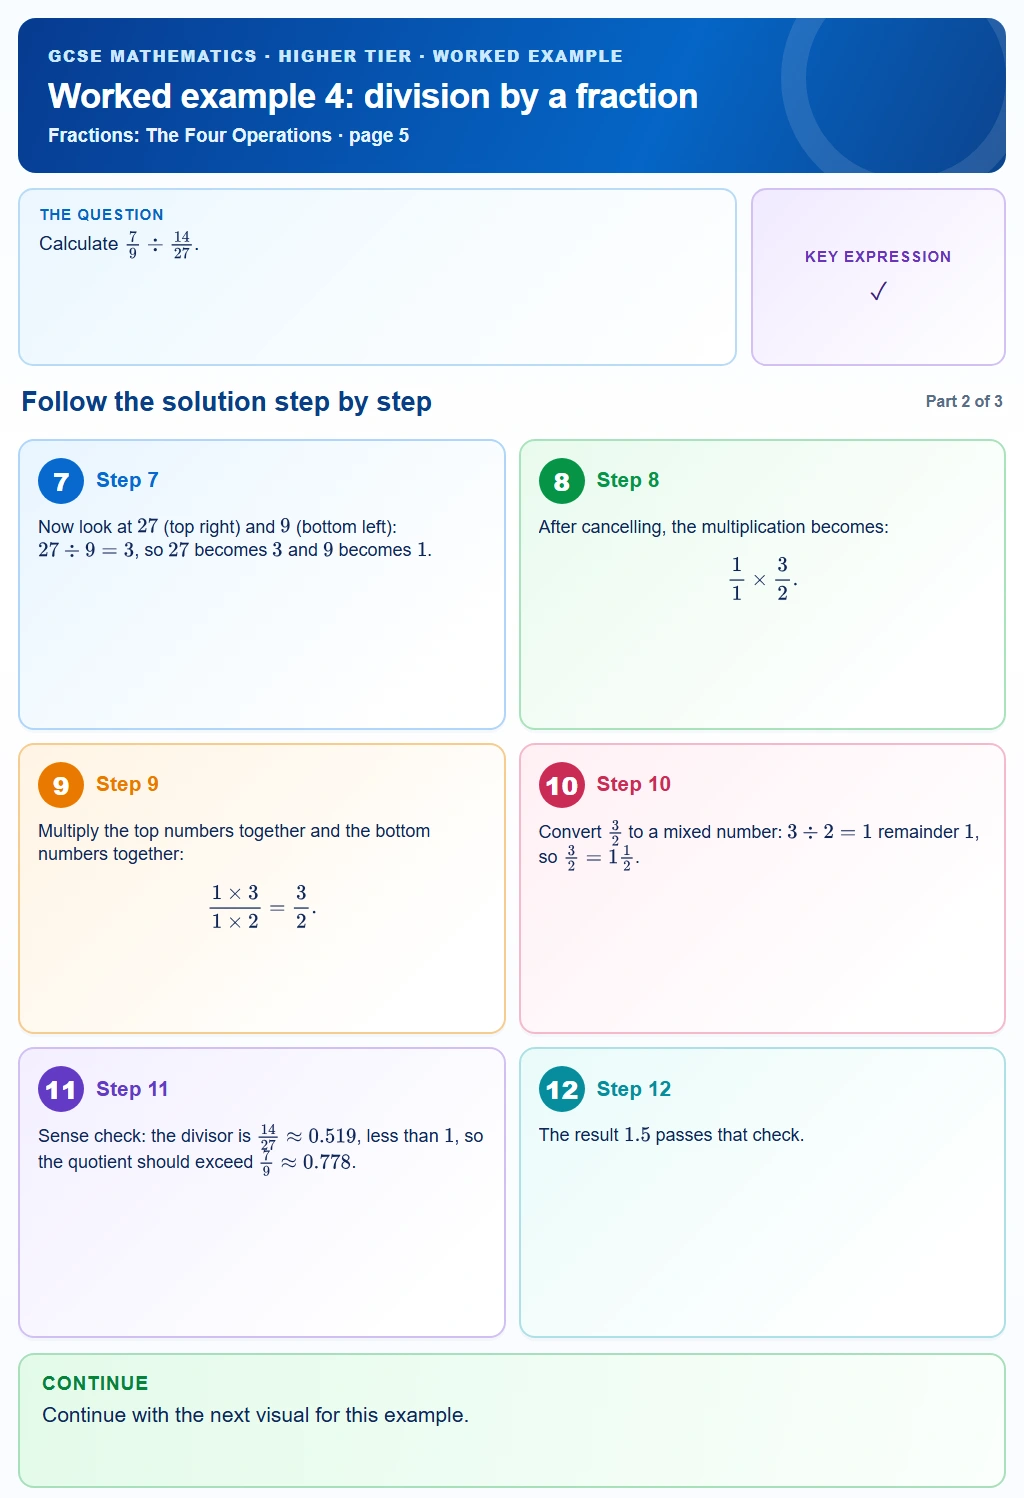 GCSE MATHEMATICS · HIGHER TIER · WORKED EXAMPLE
Worked example 4: division by a fraction
Fractions: The Four Operations · page 5
THE QUESTION
Calculate 7/9 ÷ 14/27.
KEY EXPRESSION
✓
Follow the solution step by step
Part 2 of 3
7 Step 7
Now look at 27 (top right) and 9 (bottom left):
27 ÷ 9 = 3, so 27 becomes 3 and 9 becomes 1.
8 Step 8
After cancelling, the multiplication becomes:
1/1 × 3/2.
9 Step 9
Multiply the top numbers together and the bottom
numbers together:
(1 × 3)/(1 × 2) = 3/2.
10 Step 10
Convert 3/2 to a mixed number: 3 ÷ 2 = 1 remainder 1,
so 3/2 = 1 1/2.
11 Step 11
Sense check: the divisor is 14/27 ≈ 0.519, less than 1, so
the quotient should exceed 7/9 ≈ 0.778.
12 Step 12
The result 1.5 passes that check.
CONTINUE
Continue with the next visual for this example.